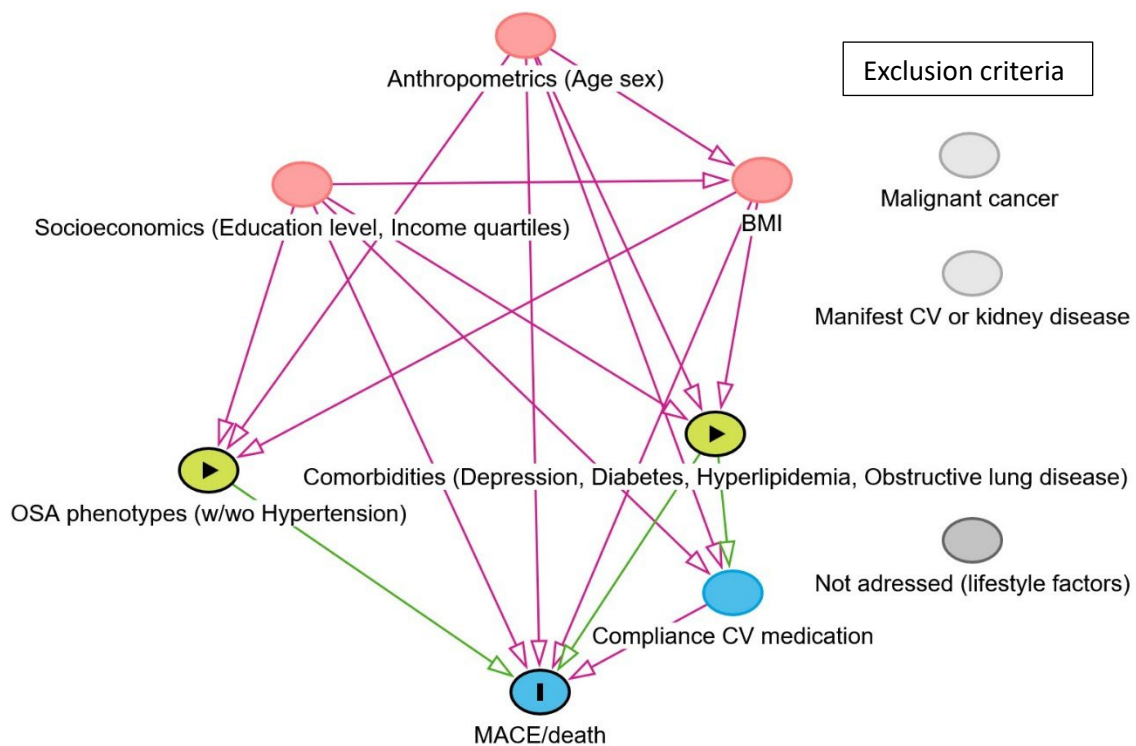 Exclusion criteria
Anthropometrics (Age sex)
Malignant cancer
Socioeconomics (Education level, Income quartiles)
BMI
Manifest CV or kidney disease
Comorbidities (Depression, Diabetes, Hyperlipidemia, Obstructive lung disease)
OSA phenotypes (w/wo Hypertension)
Not adressed (lifestyle factors)
Compliance CV medication
MACE/death